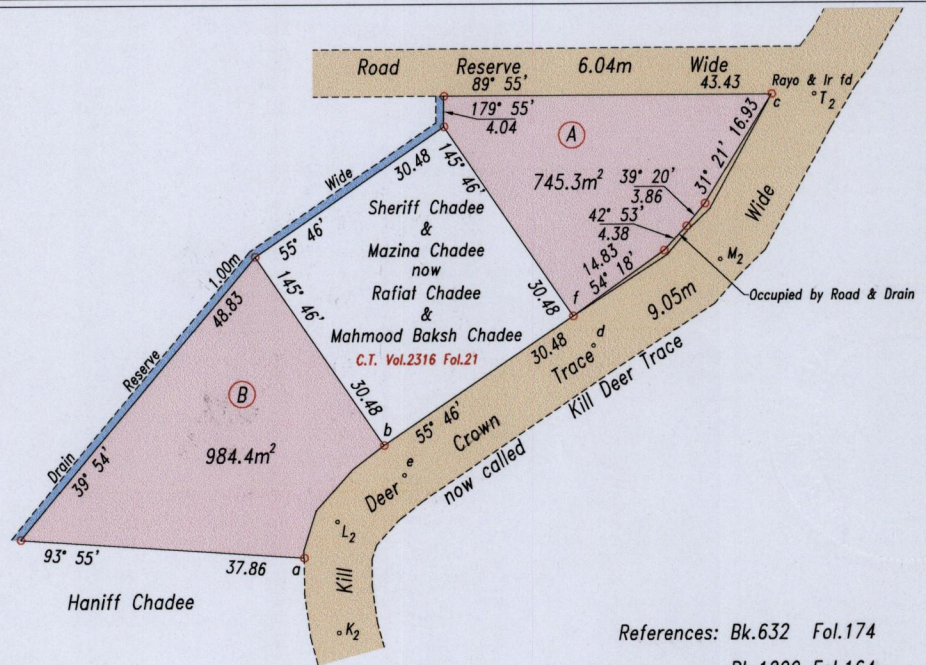 Road Reserve 6.04m Wide
89° 55' 43.43
Rayo & Ir fd
c T2
179° 55'
4.04
A
31° 21' 16.93
745.3m²
39° 20'
3.86
42° 53'
4.38
Wide
30.48
145° 46'
Wide
Sheriff Chadee
&
Mazina Chadee
now
Rafiat Chadee
&
Mahmood Baksh Chadee
C.T. Vol.2316 Fol.21
14.83
54° 18'
M2
30.48
f
Occupied by Road & Drain
9.05m
55° 46'
1.00m
48.83
145° 46'
30.48
d
Trace
Kill Deer Trace
Reserve
B
30.48
b
55° 46'
Crown
now called
984.4m²
e
Deer
Drain
39° 54'
L2
93° 55' 37.86
a
Kill
Haniff Chadee
K2
References: Bk.632 Fol.174